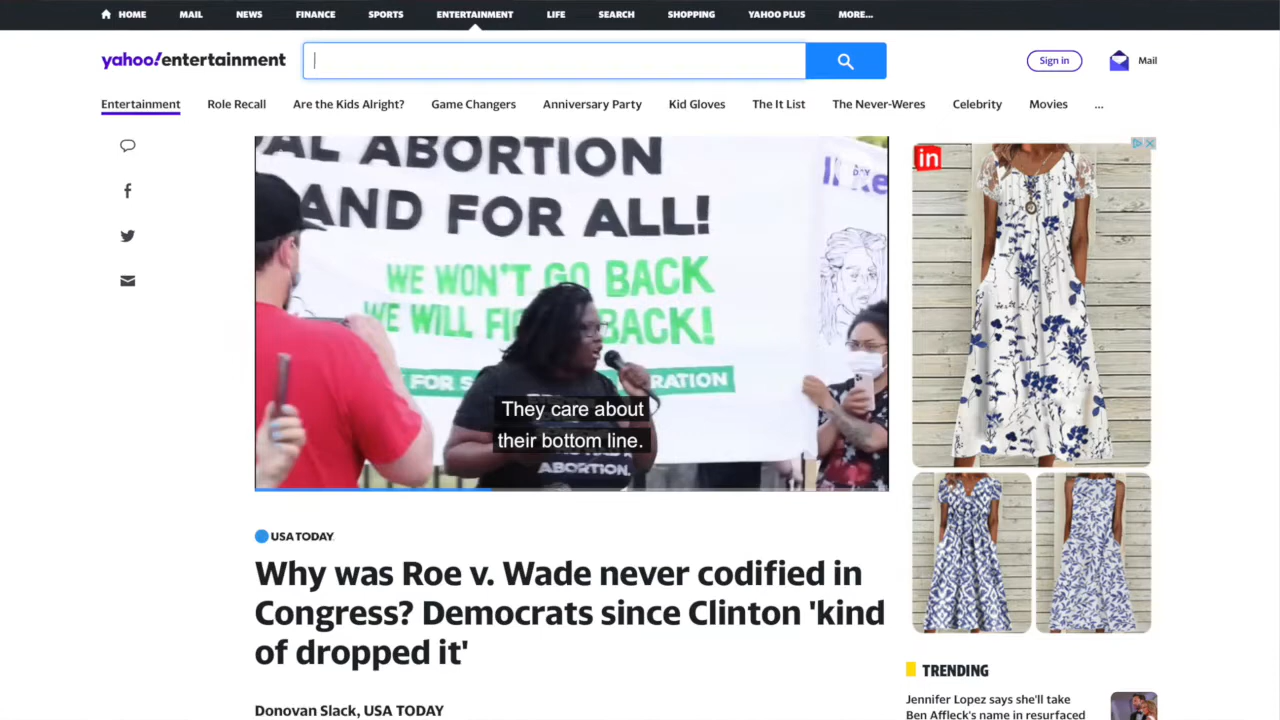 HOME MAIL NEWS FINANCE SPORTS ENTERTAINMENT LIFE SEARCH SHOPPING YAHOO PLUS MORE...
yahoo!entertainment
Sign in
Mail
Entertainment Role Recall Are the Kids Alright? Game Changers Anniversary Party Kid Gloves The It List The Never-Weres Celebrity Movies ...
AL ABORTION
AND FOR ALL!
WE WON'T GO BACK
WE WILL BACK!
FOR
They care about
their bottom line.
ABORTION.
in
USA TODAY
Why was Roe v. Wade never codified in
Congress? Democrats since Clinton 'kind
of dropped it'
Donovan Slack, USA TODAY
TRENDING
Jennifer Lopez says she'll take
Ben Affleck's name in resurfaced